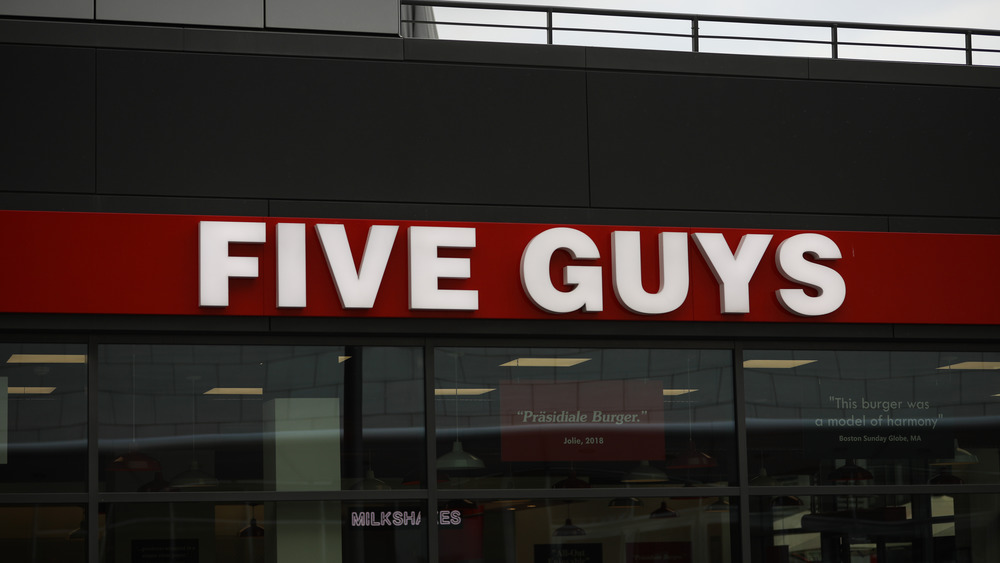 FIVE GUYS
"Präsidiale Burger."
Jolie, 2018
"This burger was
a model of harmony"
Boston Sunday Globe, MA
MILKSHAKES